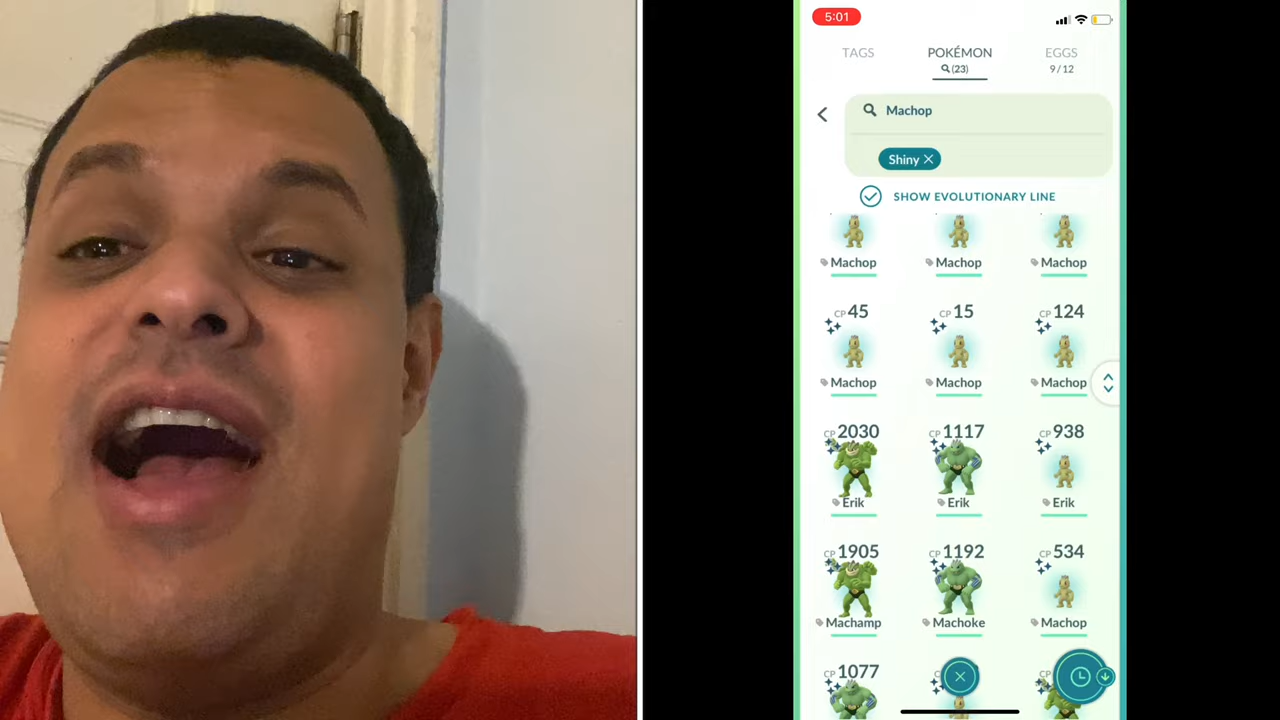 5:01
TAGS
POKÉMON
EGGS
(23)
9 / 12
Machop
Shiny
SHOW EVOLUTIONARY LINE
Machop
Machop
Machop
CP 45
CP 15
CP 124
Machop
Machop
Machop
CP 2030
CP 1117
CP 938
Erik
Erik
Erik
CP 1905
CP 1192
CP 534
Machamp
Machoke
Machop
CP 1077